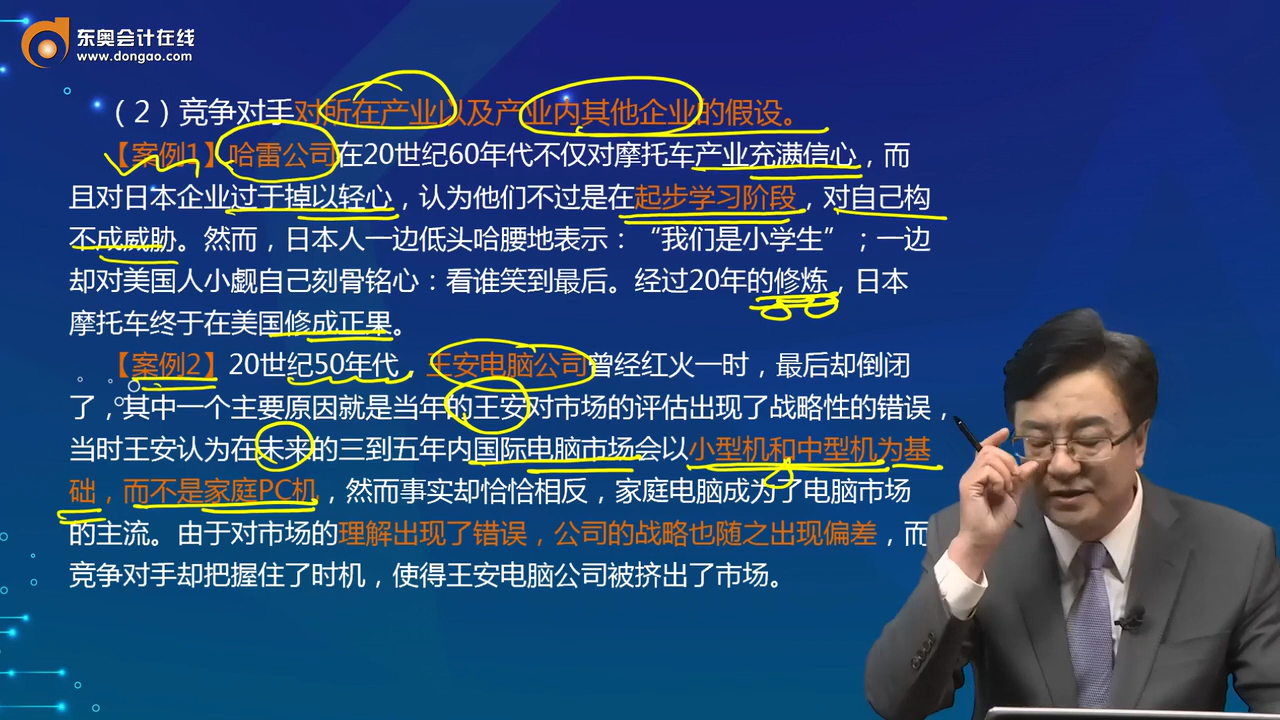 东奥会计在线
www.dongao.com
（2）竞争对手对所在产业以及产业内其他企业的假设。
【案例1】哈雷公司在20世纪60年代不仅对摩托车产业充满信心，而
且对日本企业过于掉以轻心，认为他们不过是在起步学习阶段，对自己构
不成威胁。然而，日本人一边低头哈腰地表示：“我们是小学生”；一边
却对美国人小觑自己刻骨铭心：看谁笑到最后。经过20年的修炼，日本
摩托车终于在美国修成正果。
【案例2】20世纪50年代，王安电脑公司曾经红火一时，最后却倒闭
了，其中一个主要原因就是当年的王安对市场的评估出现了战略性的错误，
当时王安认为在未来的三到五年内国际电脑市场会以小型机和中型机为基
础，而不是家庭PC机，然而事实却恰恰相反，家庭电脑成为了电脑市场
的主流。由于对市场的理解出现了错误，公司的战略也随之出现偏差，而
竞争对手却把握住了时机，使得王安电脑公司被挤出了市场。